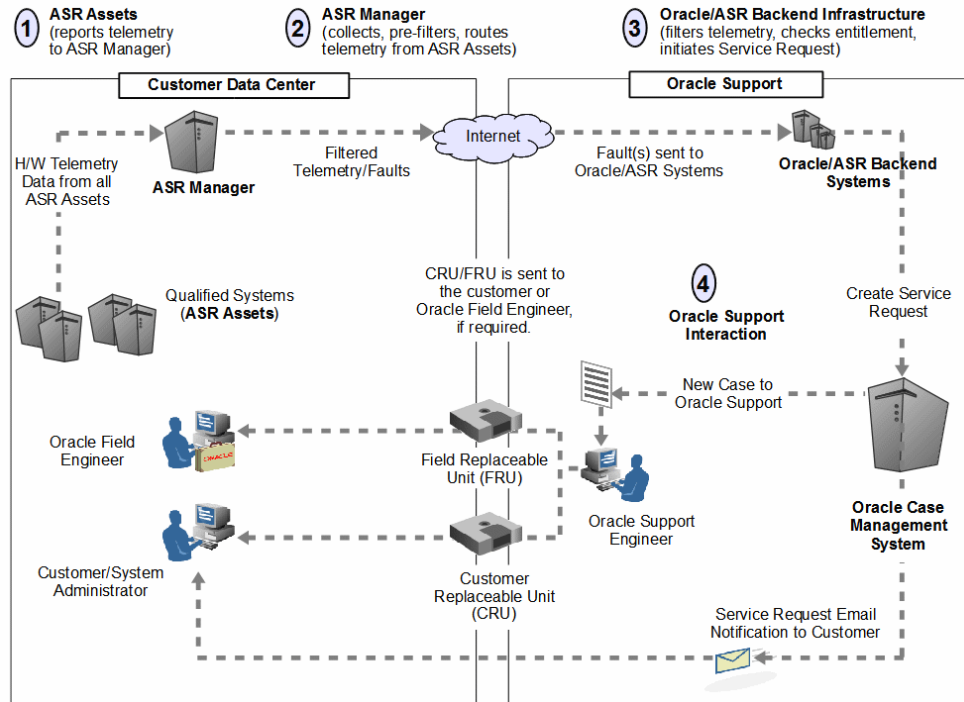 1
ASR Assets
(reports telemetry
to ASR Manager)
2
ASR Manager
(collects, pre-filters, routes
telemetry from ASR Assets)
3
Oracle/ASR Backend Infrastructure
(filters telemetry, checks entitlement,
initiates Service Request)
Customer Data Center
Oracle Support
H/W Telemetry
Data from all
ASR Assets
ASR Manager
Filtered
Telemetry/Faults
Internet
Fault(s) sent to
Oracle/ASR Systems
Oracle/ASR Backend
Systems
Qualified Systems
(ASR Assets)
CRU/FRU is sent to
the customer or
Oracle Field Engineer,
if required.
4
Oracle Support
Interaction
Create Service
Request
New Case to
Oracle Support
Oracle Field
Engineer
ORACLE
Field Replaceable
Unit (FRU)
Oracle Support
Engineer
Oracle Case
Management
System
Customer/System
Administrator
Customer
Replaceable Unit
(CRU)
Service Request Email
Notification to Customer